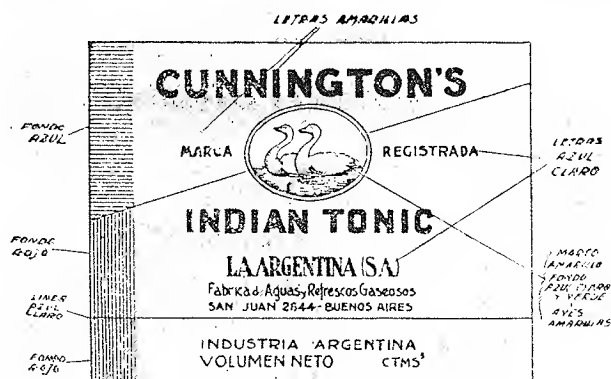 LETRAS AMARILLAS
CUNNINGTON'S
FONDO
AZUL
MARCA
REGISTRADA
LETRAS
AZUL
CLARO
INDIAN TONIC
FONDO
ROJO
LA ARGENTINA (S.A.)
Fabrica de Aguas y Refrescos Gaseosos
SAN JUAN 2844-BUENOS AIRES
MARCO
AMARILLO
FONDO
AZUL CLARO
Y VERDE
AVES
AMARILLAS
LINEA
AZUL
CLARO
INDUSTRIA ARGENTINA
VOLUMEN NETO CTMS³
FONDO
ROJO